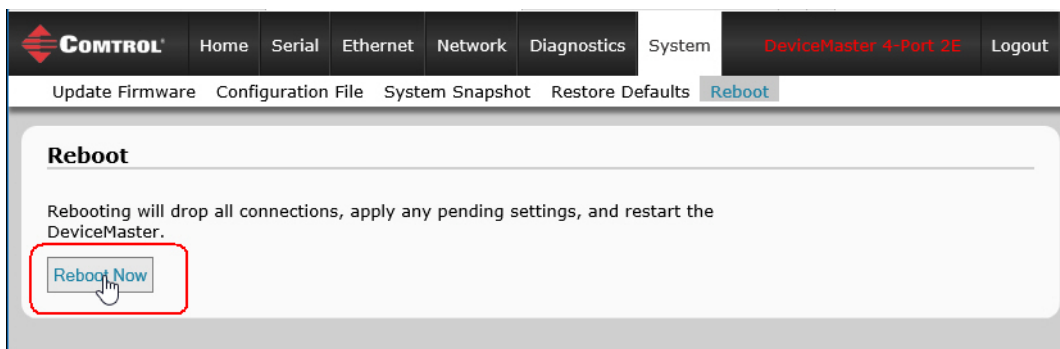 COMTROL Home Serial Ethernet Network Diagnostics System DeviceMaster 4-Port 2E Logout
Update Firmware Configuration File System Snapshot Restore Defaults Reboot
Reboot
Rebooting will drop all connections, apply any pending settings, and restart the
DeviceMaster.
Reboot Now